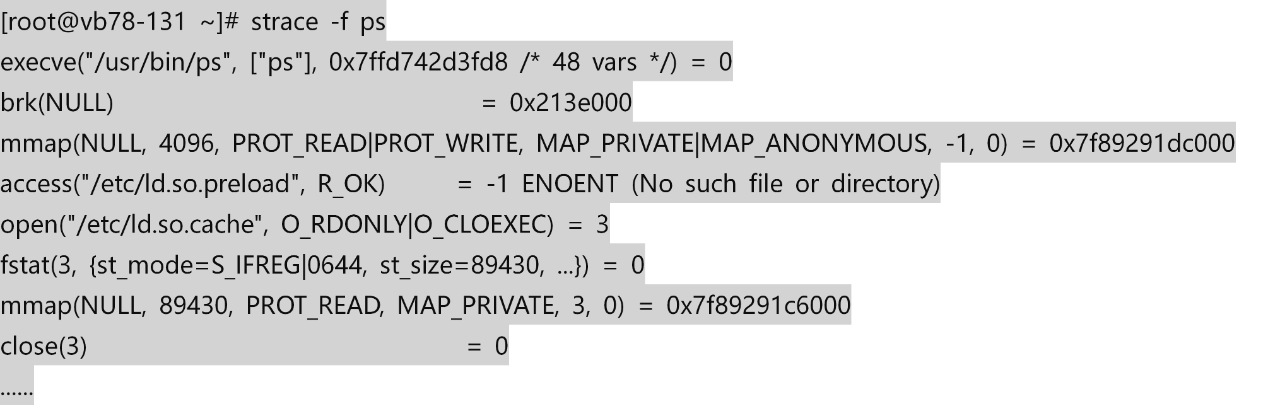 [root@vb78-131 ~]# strace -f ps
execve("/usr/bin/ps", ["ps"], 0x7ffd742d3fd8 /* 48 vars */) = 0
brk(NULL) = 0x213e000
mmap(NULL, 4096, PROT_READ|PROT_WRITE, MAP_PRIVATE|MAP_ANONYMOUS, -1, 0) = 0x7f89291dc000
access("/etc/ld.so.preload", R_OK) = -1 ENOENT (No such file or directory)
open("/etc/ld.so.cache", O_RDONLY|O_CLOEXEC) = 3
fstat(3, {st_mode=S_IFREG|0644, st_size=89430, ...}) = 0
mmap(NULL, 89430, PROT_READ, MAP_PRIVATE, 3, 0) = 0x7f89291c6000
close(3) = 0
......